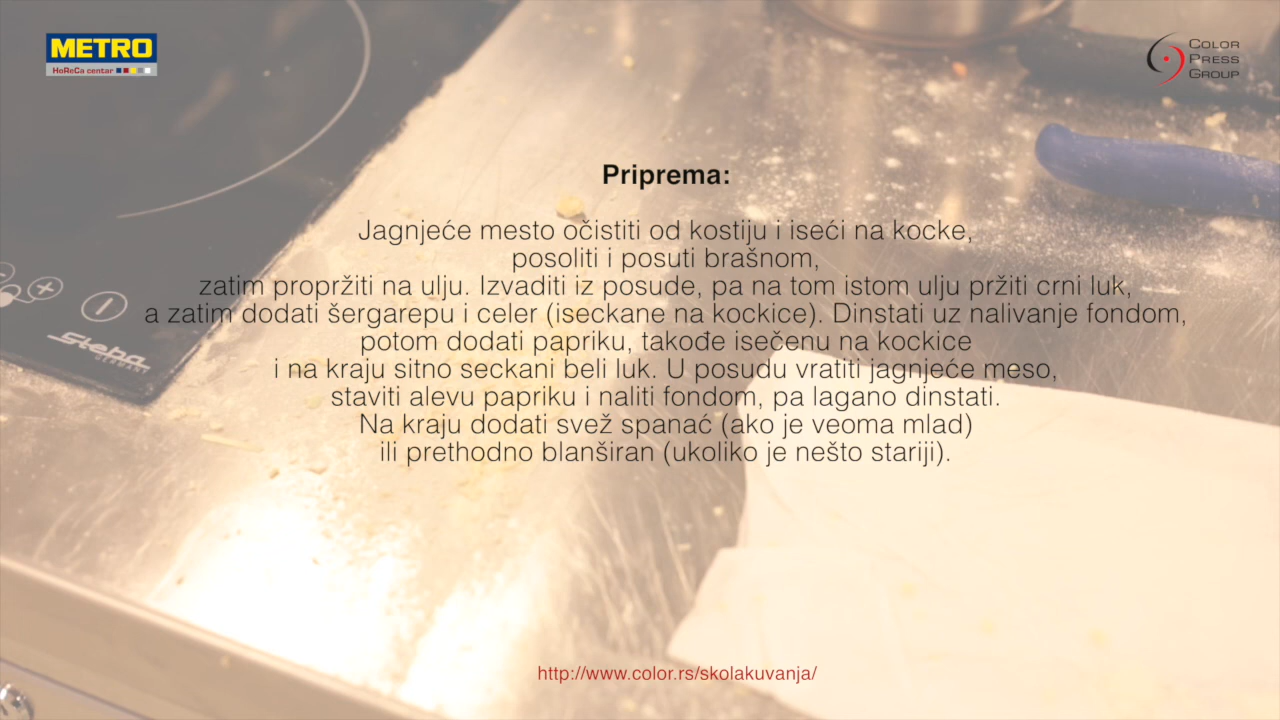 METRO
HoReCa centar
COLOR
PRESS
GROUP
Priprema:
Jagnjeće mesto očistiti od kostiju i iseći na kocke,
posoliti i posuti brašnom,
zatim propržiti na ulju. Izvaditi iz posude, pa na tom istom ulju pržiti crni luk,
a zatim dodati šergarepu i celer (iseckane na kockice). Dinstati uz nalivanje fondom,
potom dodati papriku, takođe isečenu na kockice
i na kraju sitno seckani beli luk. U posudu vratiti jagnjeće meso,
staviti alevu papriku i naliti fondom, pa lagano dinstati.
Na kraju dodati svež spanać (ako je veoma mlad)
ili prethodno blanširan (ukoliko je nešto stariji).
Steba
GERMANY
http://www.color.rs/skolakuvanja/